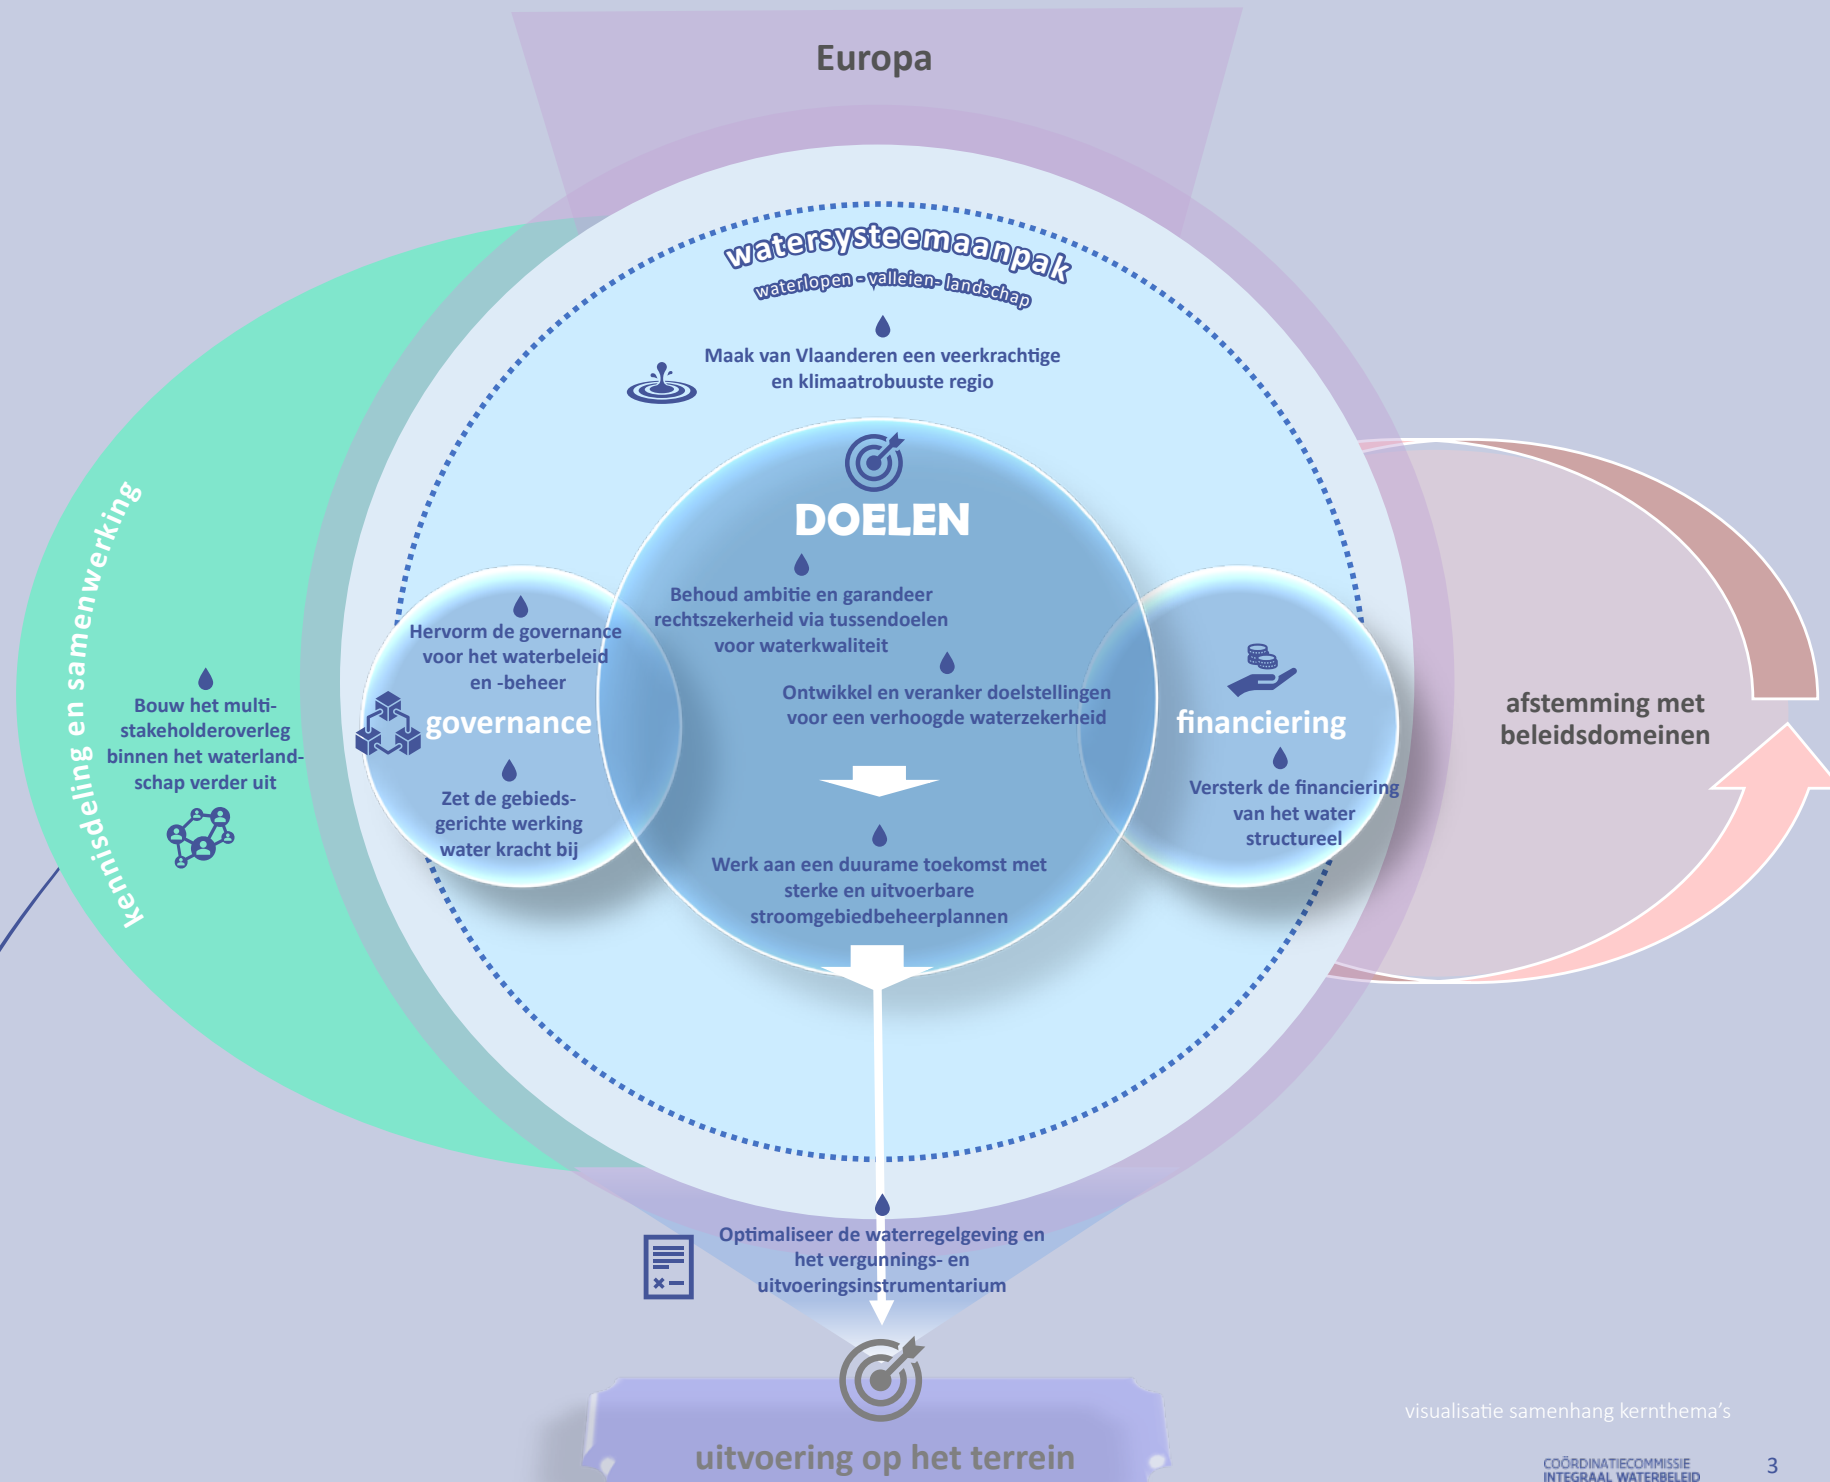 Europa
watersysteemaanpak
waterlopen - valleien- landschap
Maak van Vlaanderen een veerkrachtige
en klimaatrobuuste regio
DOELEN
Behoud ambitie en garandeer
rechtszekerheid via tussendoelen
voor waterkwaliteit
Ontwikkel en veranker doelstellingen
voor een verhoogde waterzekerheid
Werk aan een duurame toekomst met
sterke en uitvoerbare
stroomgebiedbeheerplannen
Hervorm de governance
voor het waterbeleid
en -beheer
governance
Zet de gebieds-
gerichte werking
water kracht bij
financiering
Versterk de financiering
van het water
structureel
kennisdeling en samenwerking
Bouw het multi-
stakeholderoverleg
binnen het waterland-
schap verder uit
afstemming met
beleidsdomeinen
Optimaliseer de waterregelgeving en
het vergunnings- en
uitvoeringsinstrumentarium
uitvoering op het terrein
visualisatie samenhang kernthema's
COÖRDINATIECOMMISSIE
INTEGRAAL WATERBELEID
3